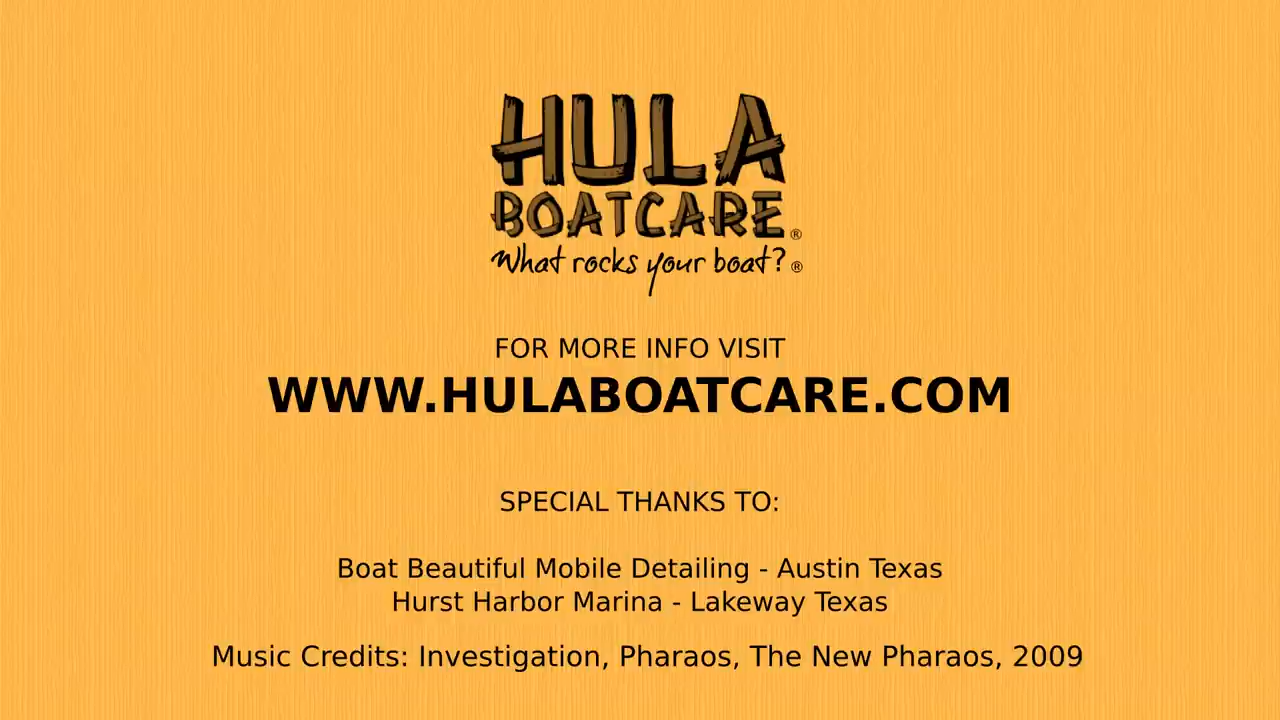 HULA
BOATCARE®
What rocks your boat?®
FOR MORE INFO VISIT
WWW.HULABOATCARE.COM
SPECIAL THANKS TO:
Boat Beautiful Mobile Detailing - Austin Texas
Hurst Harbor Marina - Lakeway Texas
Music Credits: Investigation, Pharaos, The New Pharaos, 2009